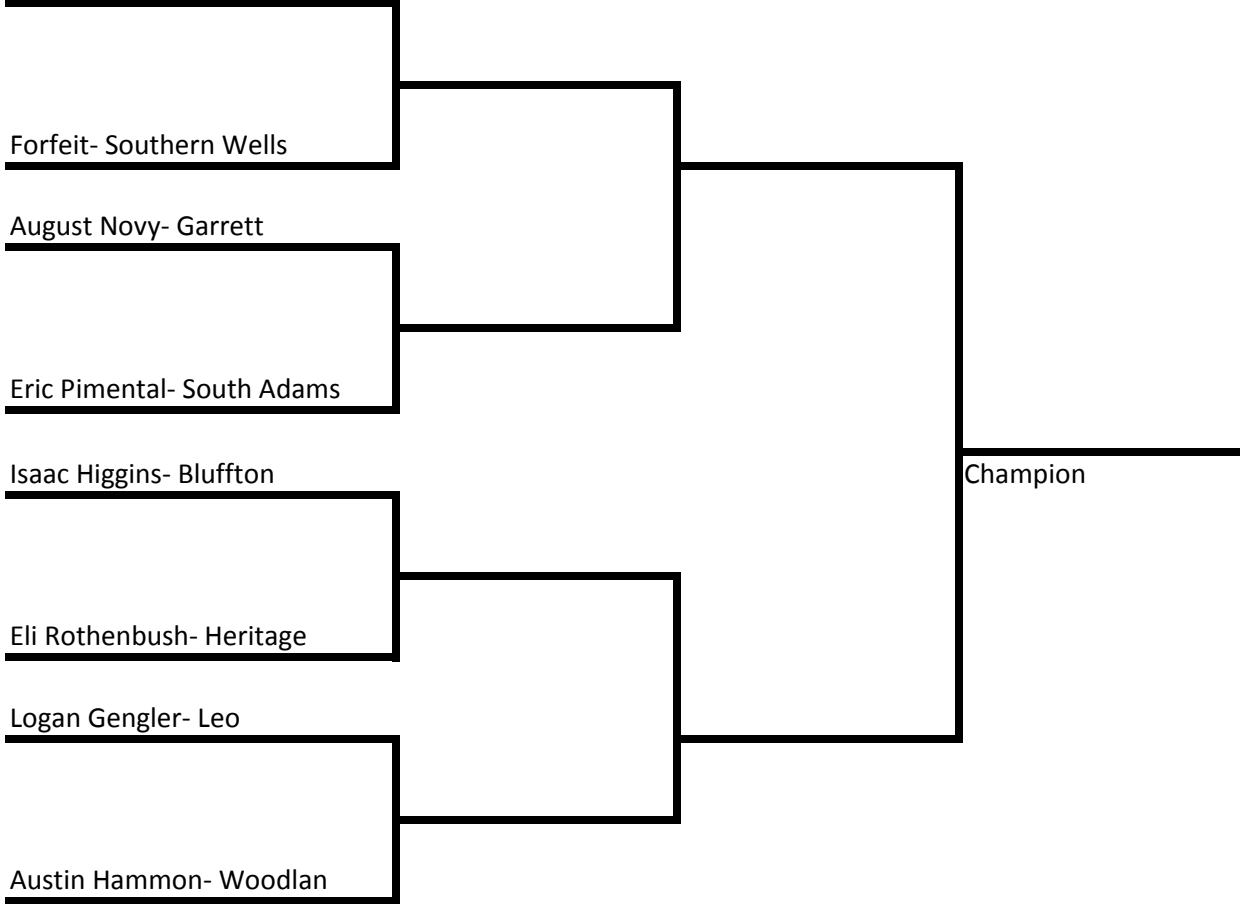 Forfeit- Southern Wells
August Novy- Garrett
Eric Pimental- South Adams
Isaac Higgins- Bluffton
Champion
Eli Rothenbush- Heritage
Logan Gengler- Leo
Austin Hammon- Woodlan